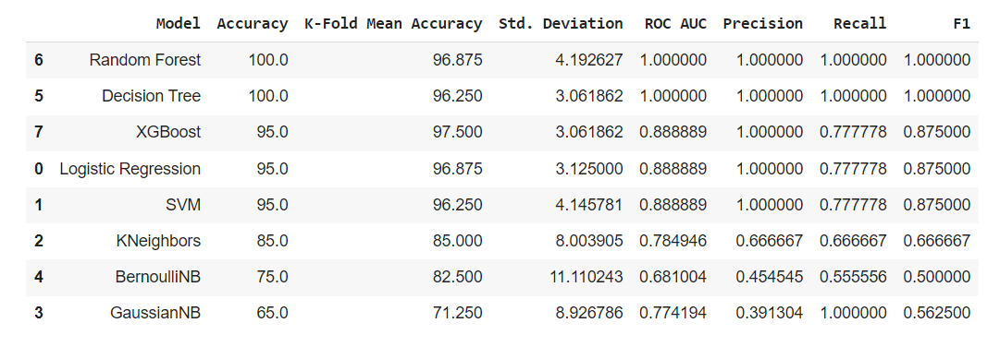 Model Accuracy K-Fold Mean Accuracy Std. Deviation ROC AUC Precision Recall F1
6 Random Forest 100.0 96.875 4.192627 1.000000 1.000000 1.000000 1.000000
5 Decision Tree 100.0 96.250 3.061862 1.000000 1.000000 1.000000 1.000000
7 XGBoost 95.0 97.500 3.061862 0.888889 1.000000 0.777778 0.875000
0 Logistic Regression 95.0 96.875 3.125000 0.888889 1.000000 0.777778 0.875000
1 SVM 95.0 96.250 4.145781 0.888889 1.000000 0.777778 0.875000
2 KNeighbors 85.0 85.000 8.003905 0.784946 0.666667 0.666667 0.666667
4 BernoulliNB 75.0 82.500 11.110243 0.681004 0.454545 0.555556 0.500000
3 GaussianNB 65.0 71.250 8.926786 0.774194 0.391304 1.000000 0.562500